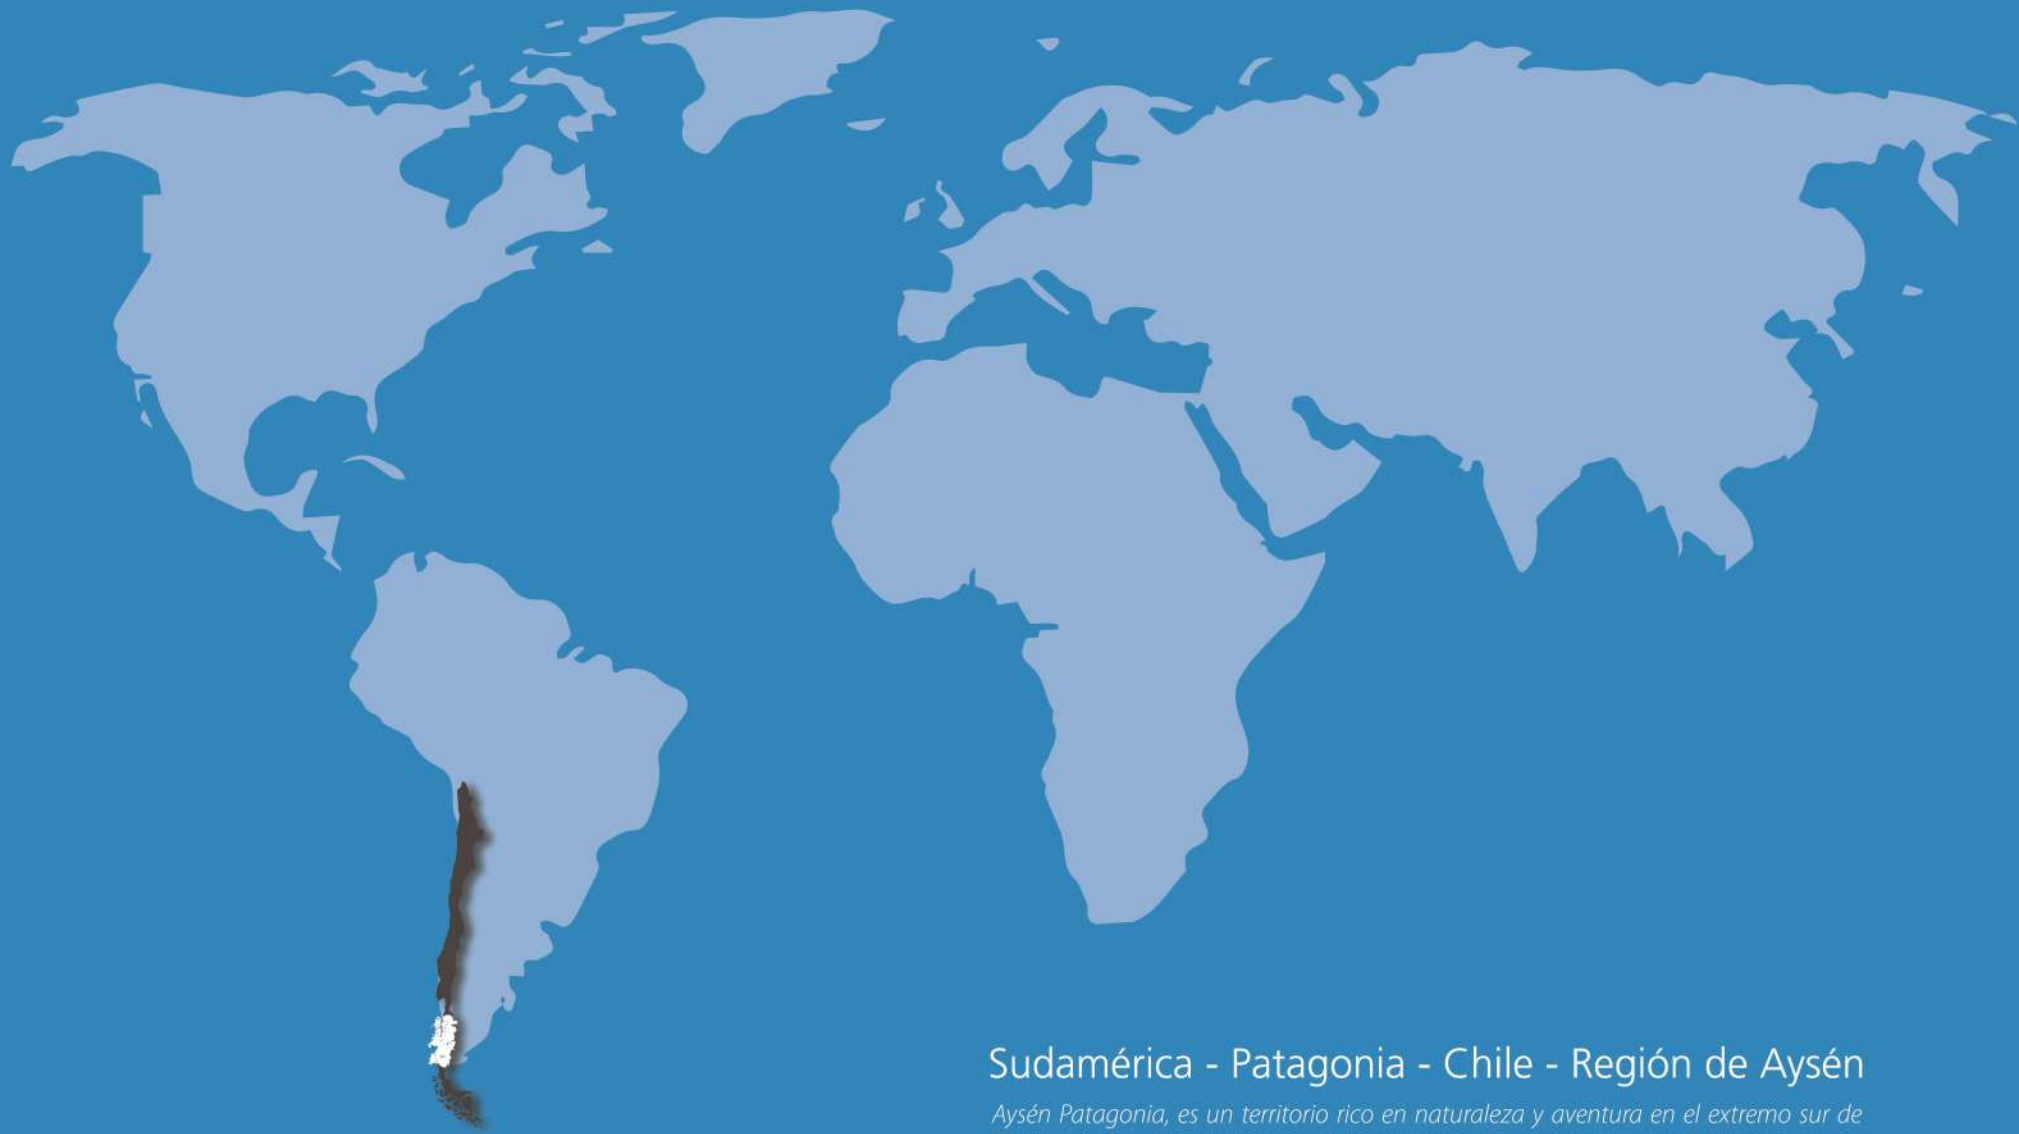 Sudamérica - Patagonia - Chile - Región de Aysén
Aysén Patagonia, es un territorio rico en naturaleza y aventura en el extremo sur de